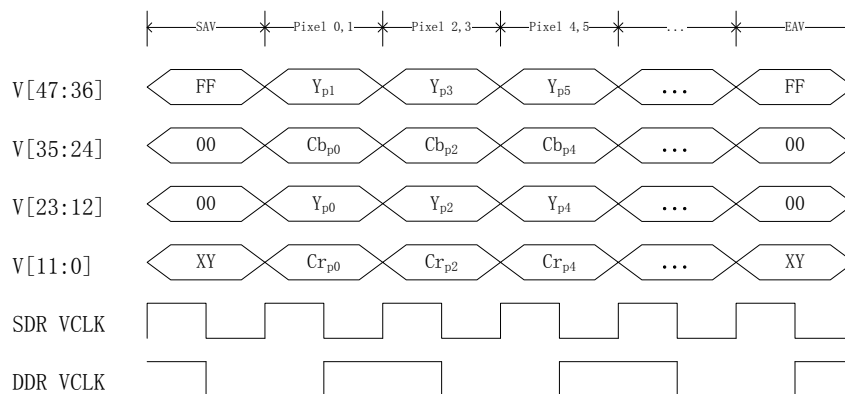 SAV Pixel 0,1 Pixel 2,3 Pixel 4,5 ... EAV
V[47:36] FF Yp1 Yp3 Yp5 ... FF
V[35:24] 00 Cbp0 Cbp2 Cbp4 ... 00
V[23:12] 00 Yp0 Yp2 Yp4 ... 00
V[11:0] XY Crp0 Crp2 Crp4 ... XY
SDR VCLK
DDR VCLK